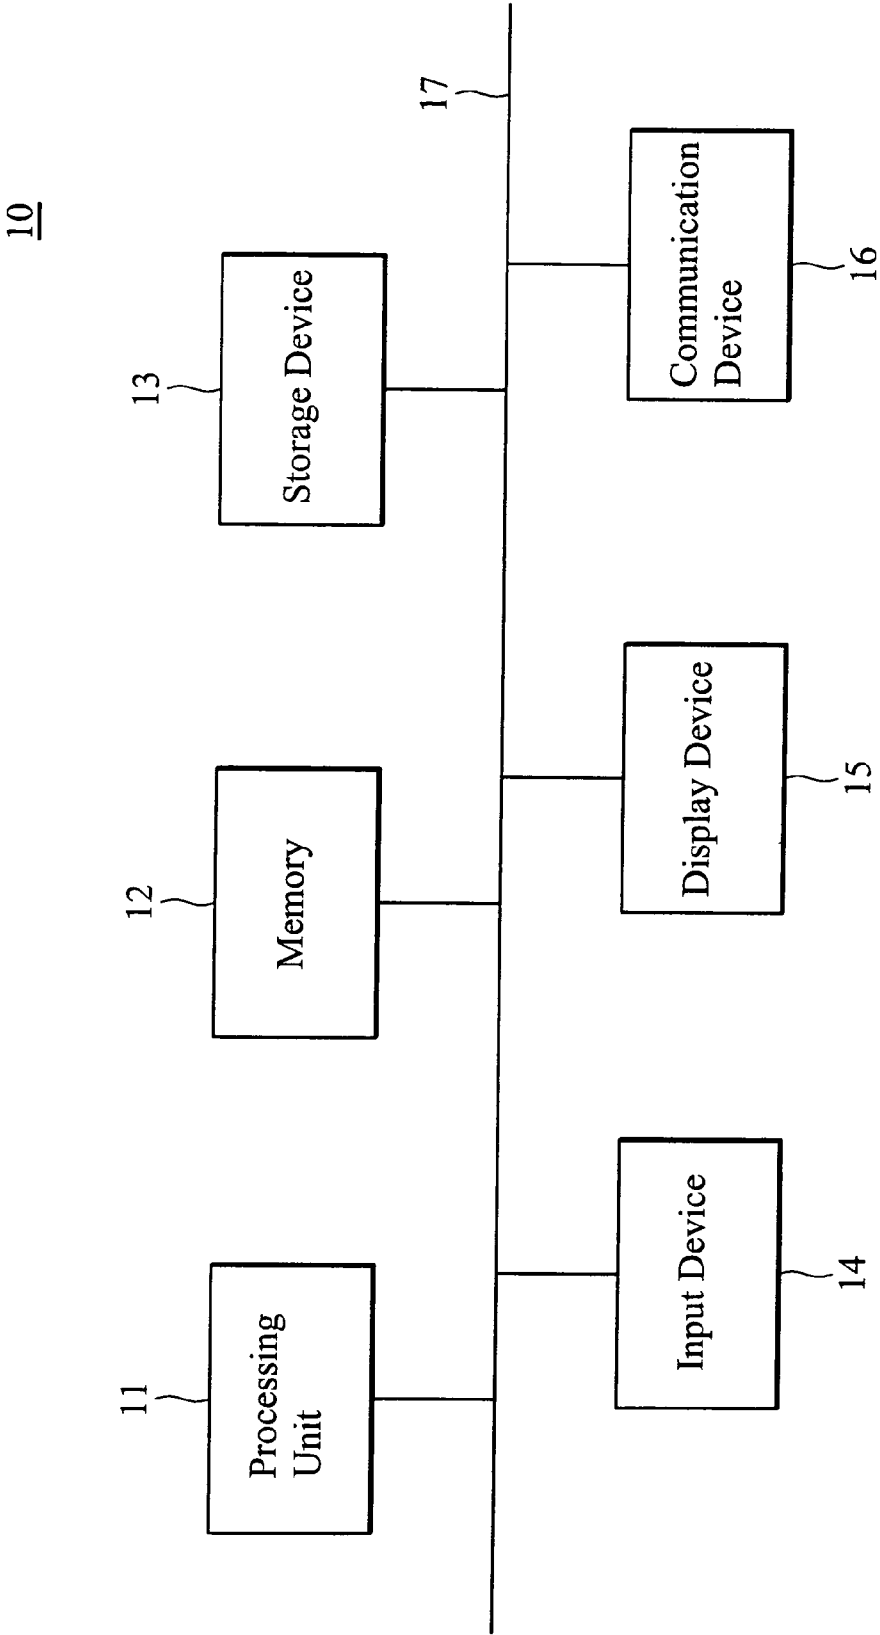 10
11
Processing
Unit
12
Memory
13
Storage Device
17
Input Device
14
Display Device
15
Communication
Device
16